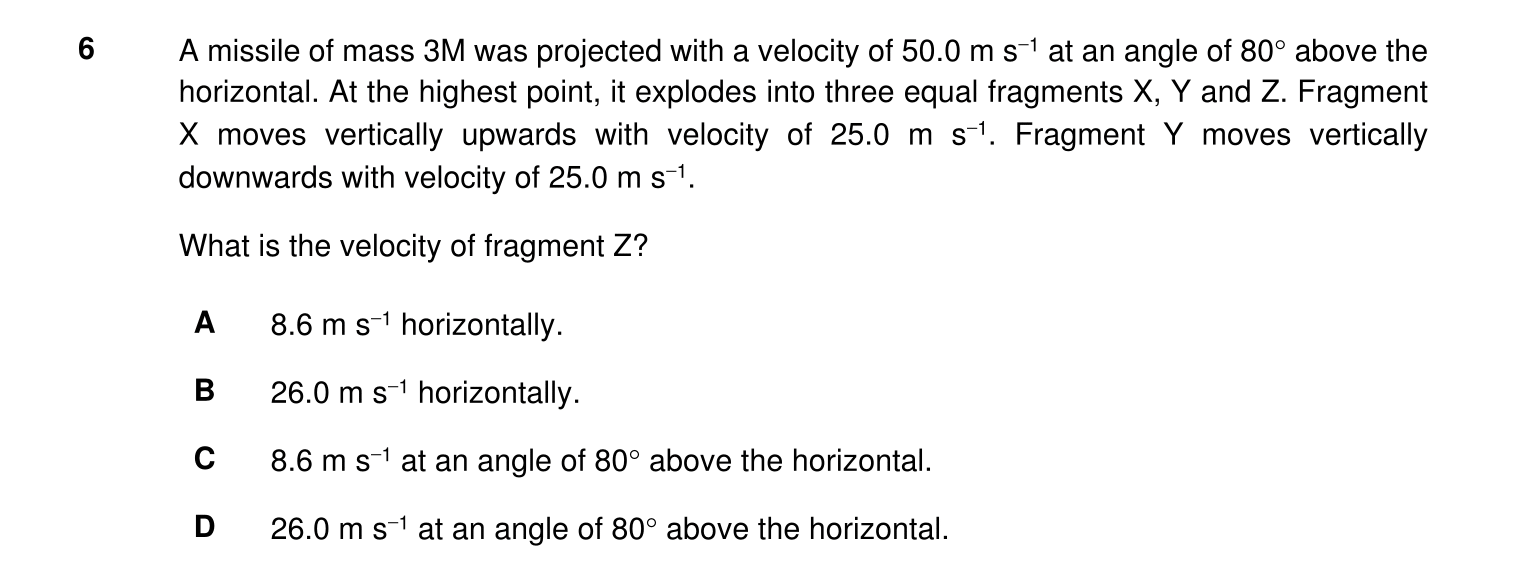 6 A missile of mass 3M was projected with a velocity of 50.0 m s⁻¹ at an angle of 80° above the
horizontal. At the highest point, it explodes into three equal fragments X, Y and Z. Fragment
X moves vertically upwards with velocity of 25.0 m s⁻¹. Fragment Y moves vertically
downwards with velocity of 25.0 m s⁻¹.
What is the velocity of fragment Z?
A 8.6 m s⁻¹ horizontally.
B 26.0 m s⁻¹ horizontally.
C 8.6 m s⁻¹ at an angle of 80° above the horizontal.
D 26.0 m s⁻¹ at an angle of 80° above the horizontal.